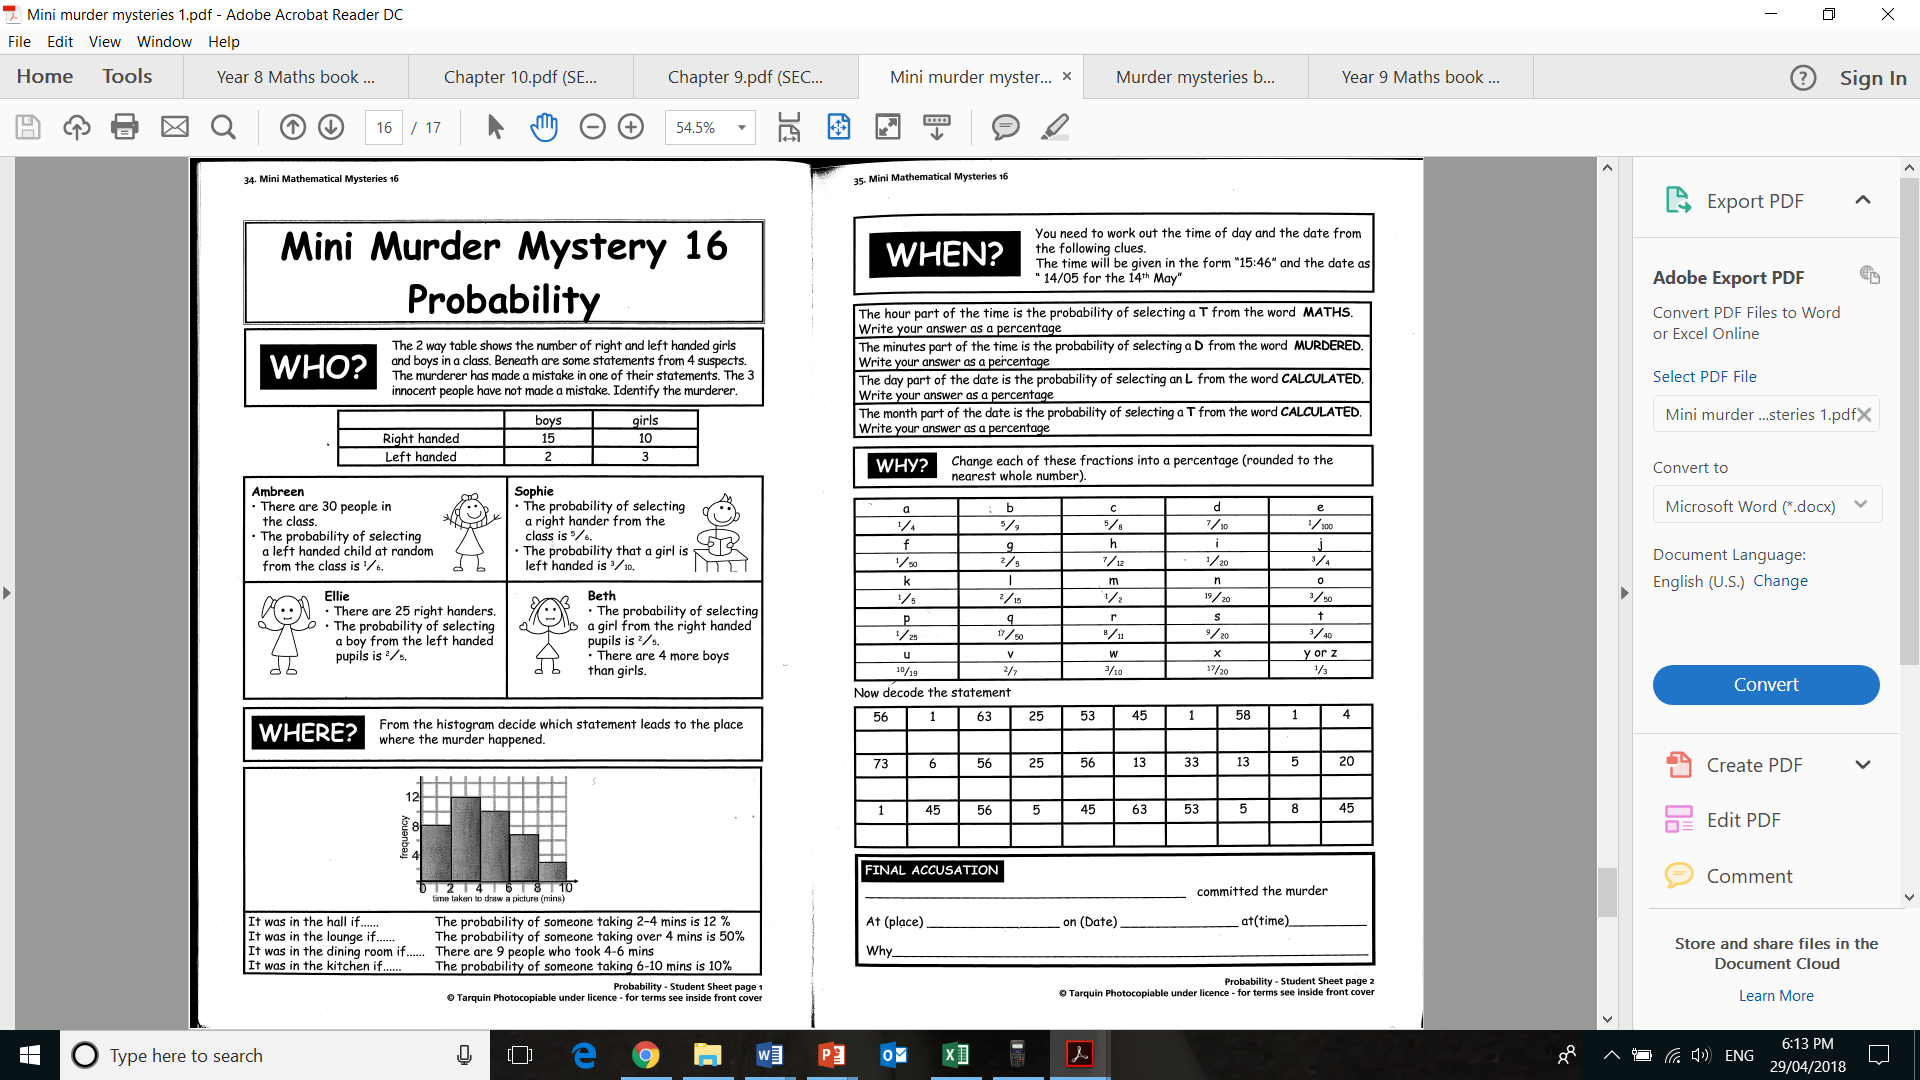 Mini murder mysteries 1.pdf - Adobe Acrobat Reader DC
File Edit View Window Help
Home Tools Year 8 Maths book ... Chapter 10.pdf (SE... Chapter 9.pdf (SEC... Mini murder myster... × Murder mysteries b... Year 9 Maths book ... Sign In
16 / 17 54.5%
34. Mini Mathematical Mysteries 16
Mini Murder Mystery 16
Probability
WHO?
The 2 way table shows the number of right and left handed girls
and boys in a class. Beneath are some statements from 4 suspects.
The murderer has made a mistake in one of their statements. The 3
innocent people have not made a mistake. Identify the murderer.
boys girls
Right handed 15 10
Left handed 2 3
Ambreen
· There are 30 people in
the class.
· The probability of selecting
a left handed child at random
from the class is 1/6.
Sophie
· The probability of selecting
a right hander from the
class is 5/6.
· The probability that a girl is
left handed is 3/10.
Ellie
· There are 25 right handers.
· The probability of selecting
a boy from the left handed
pupils is 2/5.
Beth
· The probability of selecting
a girl from the right handed
pupils is 2/5.
· There are 4 more boys
than girls.
WHERE?
From the histogram decide which statement leads to the place
where the murder happened.
frequency
12
8
4
0 2 4 6 8 10
time taken to draw a picture (mins)
It was in the hall if...... The probability of someone taking 2-4 mins is 12 %
It was in the lounge if...... The probability of someone taking over 4 mins is 50%
It was in the dining room if...... There are 9 people who took 4-6 mins
It was in the kitchen if...... The probability of someone taking 6-10 mins is 10%
Probability - Student Sheet page 1
© Tarquin Photocopiable under licence - for terms see inside front cover
35. Mini Mathematical Mysteries 16
WHEN?
You need to work out the time of day and the date from
the following clues.
The time will be given in the form "15:46" and the date as
" 14/05 for the 14th May"
The hour part of the time is the probability of selecting a T from the word MATHS.
Write your answer as a percentage
The minutes part of the time is the probability of selecting a D from the word MURDERED.
Write your answer as a percentage
The day part of the date is the probability of selecting an L from the word CALCULATED.
Write your answer as a percentage
The month part of the date is the probability of selecting a T from the word CALCULATED.
Write your answer as a percentage
WHY?
Change each of these fractions into a percentage (rounded to the
nearest whole number).
a b c d e
1/4 5/9 5/8 7/10 1/100
f g h i j
1/50 2/5 7/12 1/20 3/4
k l m n o
1/5 2/15 1/2 19/20 3/50
p q r s t
1/25 17/50 8/11 9/20 3/40
u v w x y or z
10/19 2/7 3/10 17/20 1/3
Now decode the statement
56 1 63 25 53 45 1 58 1 4
73 6 56 25 56 13 33 13 5 20
1 45 56 5 45 63 53 5 8 45
FINAL ACCUSATION
committed the murder
At (place) on (Date) at(time)
Why
Probability - Student Sheet page 2
© Tarquin Photocopiable under licence - for terms see inside front cover
Export PDF
Adobe Export PDF
Convert PDF Files to Word
or Excel Online
Select PDF File
Mini murder ...steries 1.pdf
Convert to
Microsoft Word (*.docx)
Document Language:
English (U.S.) Change
Convert
Create PDF
Edit PDF
Comment
Store and share files in the
Document Cloud
Learn More
Type here to search
ENG
6:13 PM
29/04/2018